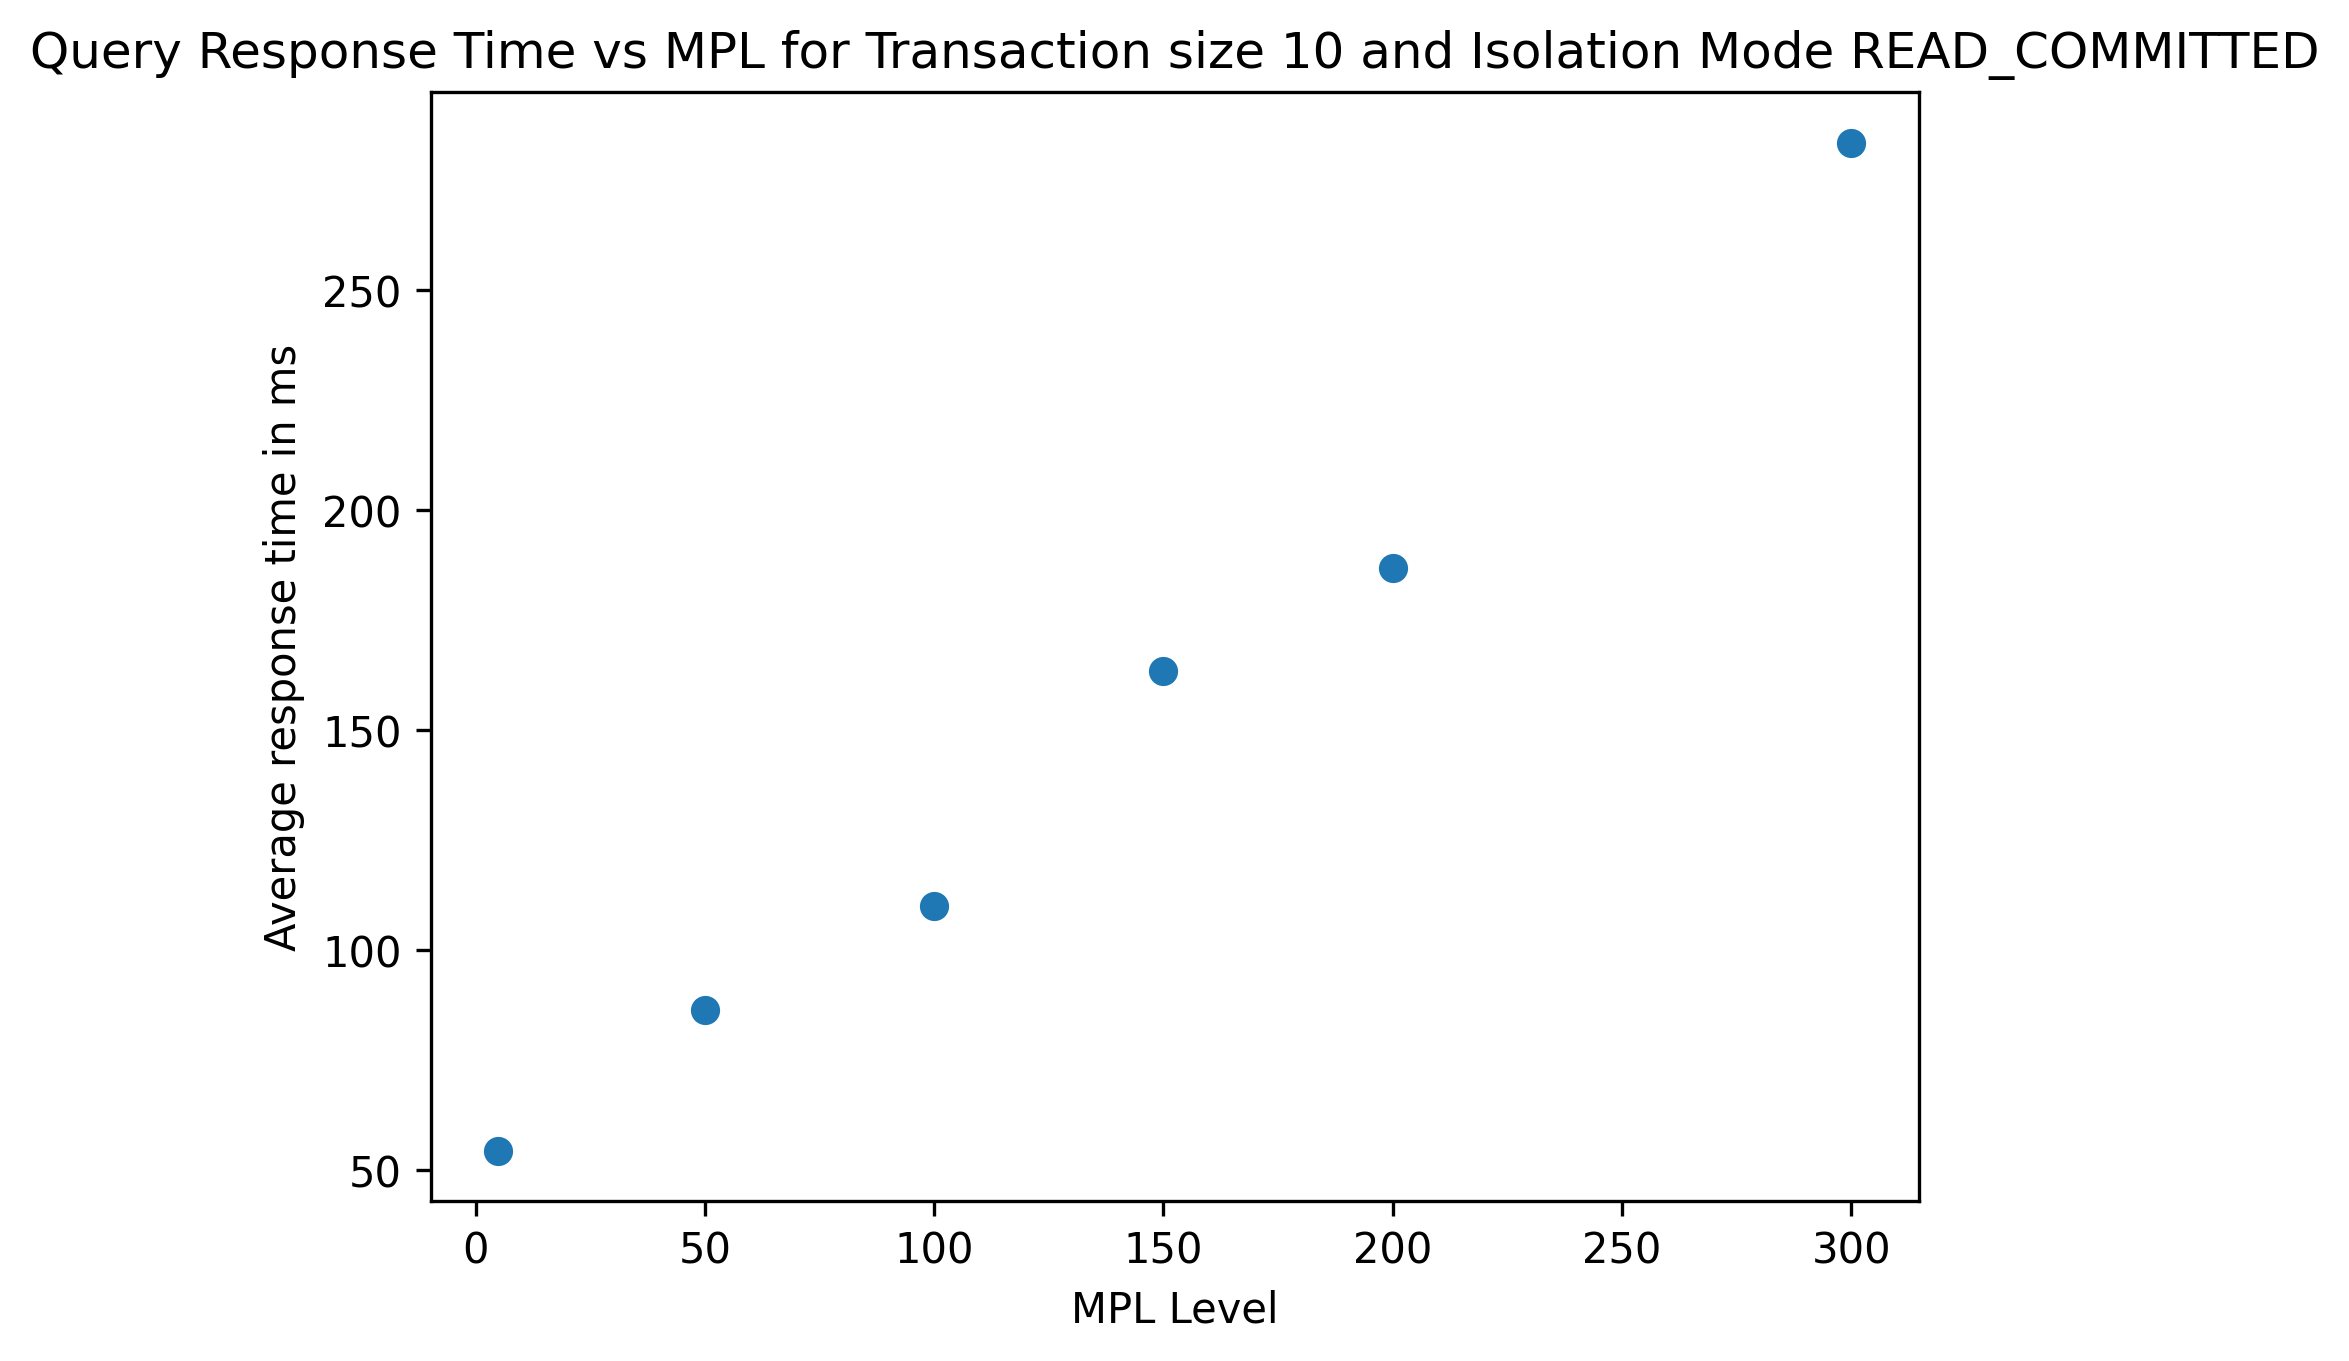 Query Response Time vs MPL for Transaction size 10 and Isolation Mode READ_COMMITTED
Average response time in ms
250
200
150
100
50
0 50 100 150 200 250 300
MPL Level